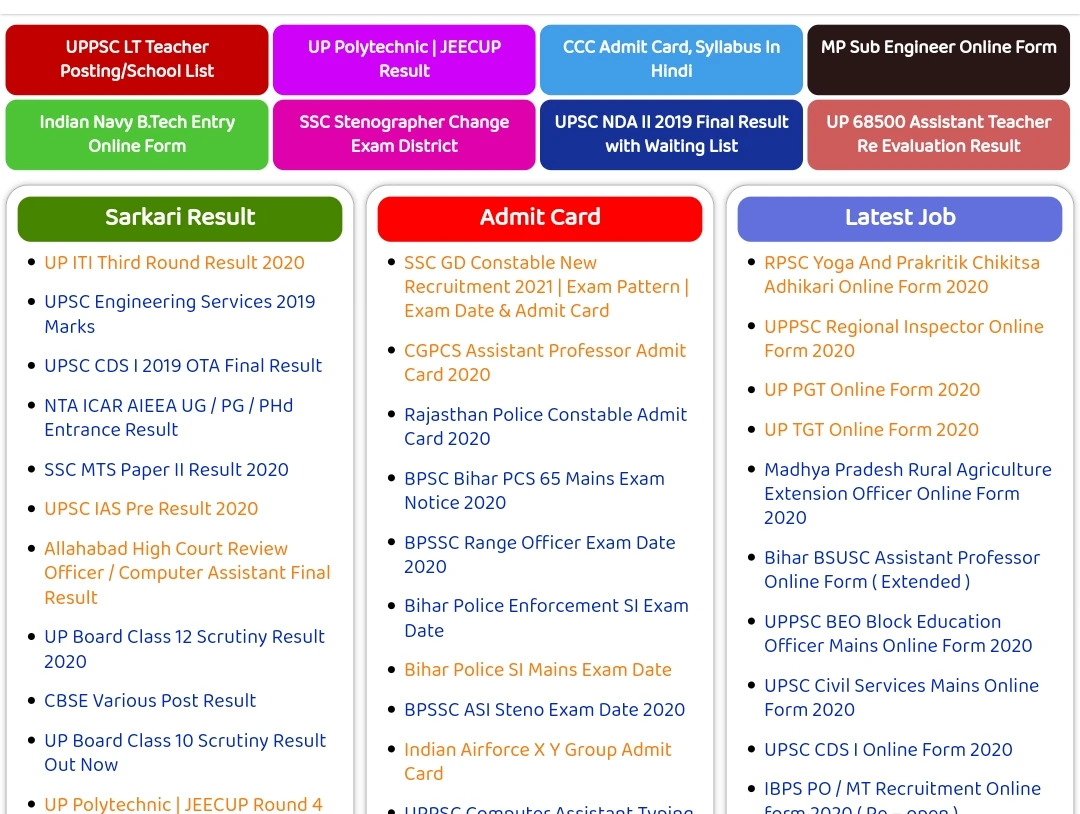 UPPSC LT Teacher
Posting/School List
UP Polytechnic | JEECUP
Result
CCC Admit Card, Syllabus In
Hindi
MP Sub Engineer Online Form
Indian Navy B.Tech Entry
Online Form
SSC Stenographer Change
Exam District
UPSC NDA II 2019 Final Result
with Waiting List
UP 68500 Assistant Teacher
Re Evaluation Result
Sarkari Result
UP ITI Third Round Result 2020
UPSC Engineering Services 2019
Marks
UPSC CDS I 2019 OTA Final Result
NTA ICAR AIEEA UG / PG / PHd
Entrance Result
SSC MTS Paper II Result 2020
UPSC IAS Pre Result 2020
Allahabad High Court Review
Officer / Computer Assistant Final
Result
UP Board Class 12 Scrutiny Result
2020
CBSE Various Post Result
UP Board Class 10 Scrutiny Result
Out Now
UP Polytechnic | JEECUP Round 4
Admit Card
SSC GD Constable New
Recruitment 2021 | Exam Pattern |
Exam Date & Admit Card
CGPCS Assistant Professor Admit
Card 2020
Rajasthan Police Constable Admit
Card 2020
BPSC Bihar PCS 65 Mains Exam
Notice 2020
BPSSC Range Officer Exam Date
2020
Bihar Police Enforcement SI Exam
Date
Bihar Police SI Mains Exam Date
BPSSC ASI Steno Exam Date 2020
Indian Airforce X Y Group Admit
Card
UPPSC Computer Assistant Typing
Latest Job
RPSC Yoga And Prakritik Chikitsa
Adhikari Online Form 2020
UPPSC Regional Inspector Online
Form 2020
UP PGT Online Form 2020
UP TGT Online Form 2020
Madhya Pradesh Rural Agriculture
Extension Officer Online Form
2020
Bihar BSUSC Assistant Professor
Online Form ( Extended )
UPPSC BEO Block Education
Officer Mains Online Form 2020
UPSC Civil Services Mains Online
Form 2020
UPSC CDS I Online Form 2020
IBPS PO / MT Recruitment Online
form 2020 ( Re – open )